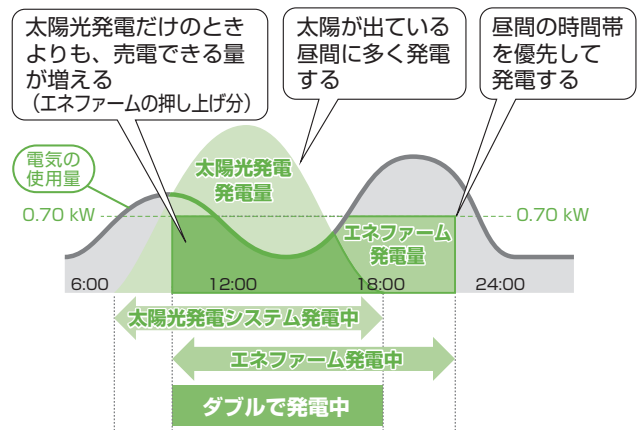 太陽光発電だけのとき
よりも、売電できる量
が増える
（エネファームの押し上げ分）
太陽が出ている
昼間に多く発電
する
昼間の時間帯
を優先して
発電する
電気の
使用量
太陽光発電
発電量
0.70 kW
0.70 kW
エネファーム
発電量
6:00
12:00
18:00
24:00
太陽光発電システム発電中
エネファーム発電中
ダブルで発電中